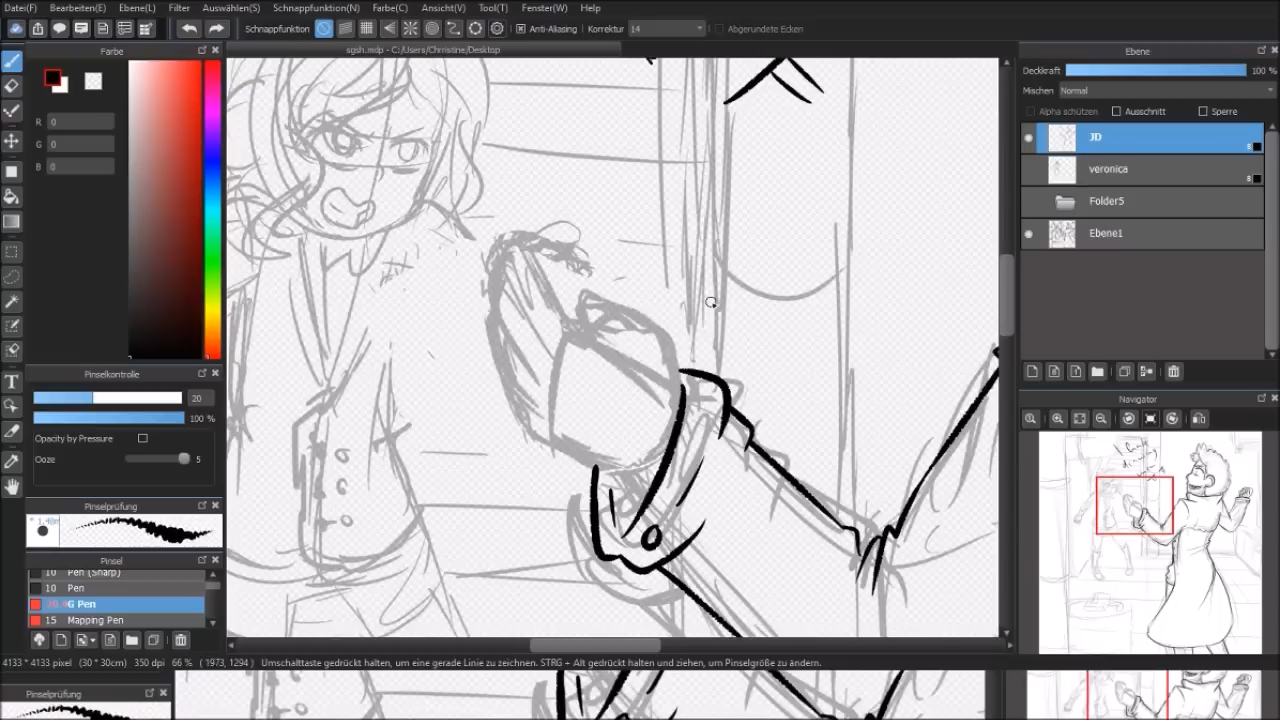 Datei(F) Bearbeiten(E) Ebene(L) Filter Auswählen(S) Schnappfunktion(N) Farbe(C) Ansicht(V) Tool(T) Fenster(W) Help
Schnappfunktion Anti-Aliasing Korrektur 14 Abgerundete Ecken
Farbe
sgsh.mdp - C:/Users/Chrristine/Desktop
Ebene
Deckkraft 100 %
Mischen Normal
Alpha schützen Ausschnitt Sperre
R 0
G 0
B 0
JD
8
veronica
8
Folder5
Ebene1
Pinselkontrolle
20
100 %
Opacity by Pressure
Ooze 5
Navigator
Pinselprüfung
Pinsel
10 Pen (Sharp)
10 Pen
G Pen
15 Mapping Pen
4133 * 4133 pixel (30 * 30cm) 350 dpi 66 % ( 1973, 1294 ) Umschalttaste gedrückt halten, um eine gerade Linie zu zeichnen. STRG + Alt gedrückt halten und ziehen, um Pinselgröße zu ändern.
Pinselprüfung